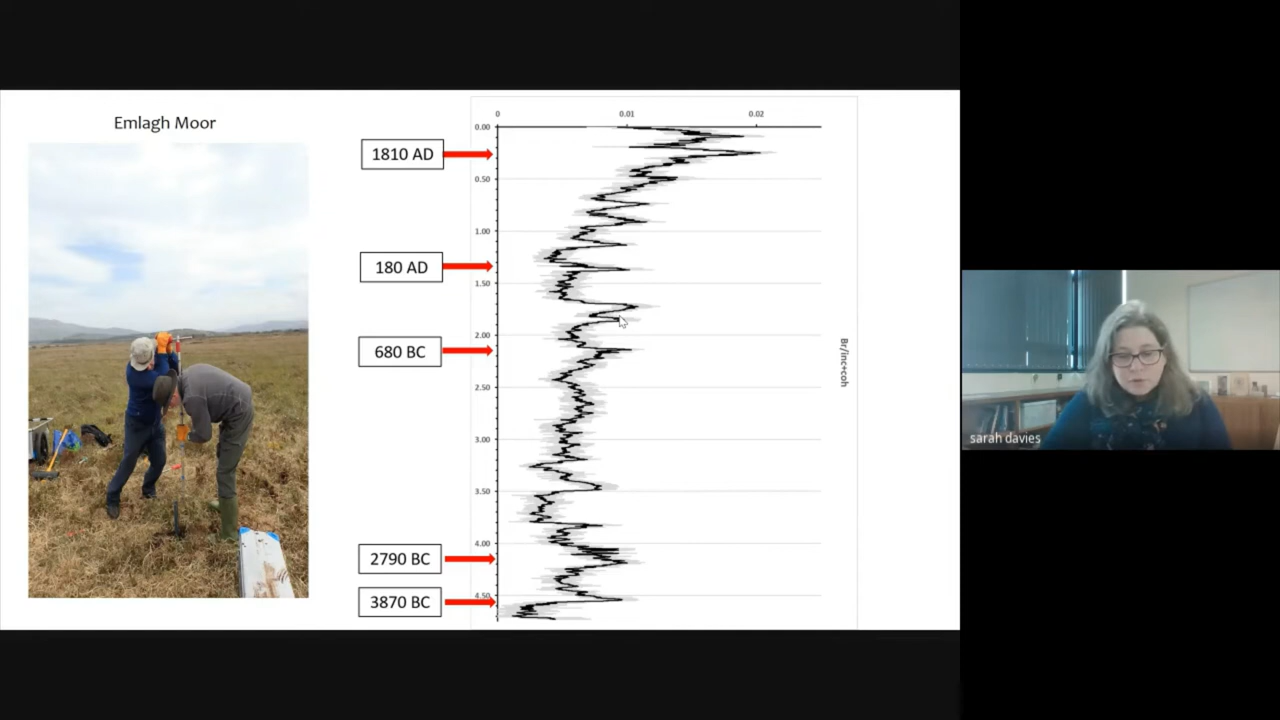 Emlagh Moor
0
0.01
0.02
0.00
0.50
1.00
1.50
2.00
2.50
3.00
3.50
4.00
4.50
1810 AD
180 AD
680 BC
2790 BC
3870 BC
Br/inc+coh
sarah davies